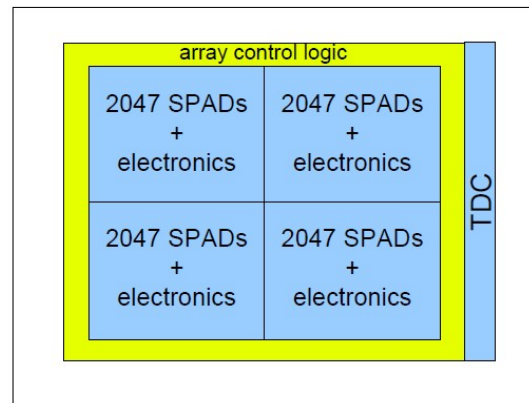 array control logic
2047 SPADs
+
electronics
2047 SPADs
+
electronics
2047 SPADs
+
electronics
2047 SPADs
+
electronics
TDC